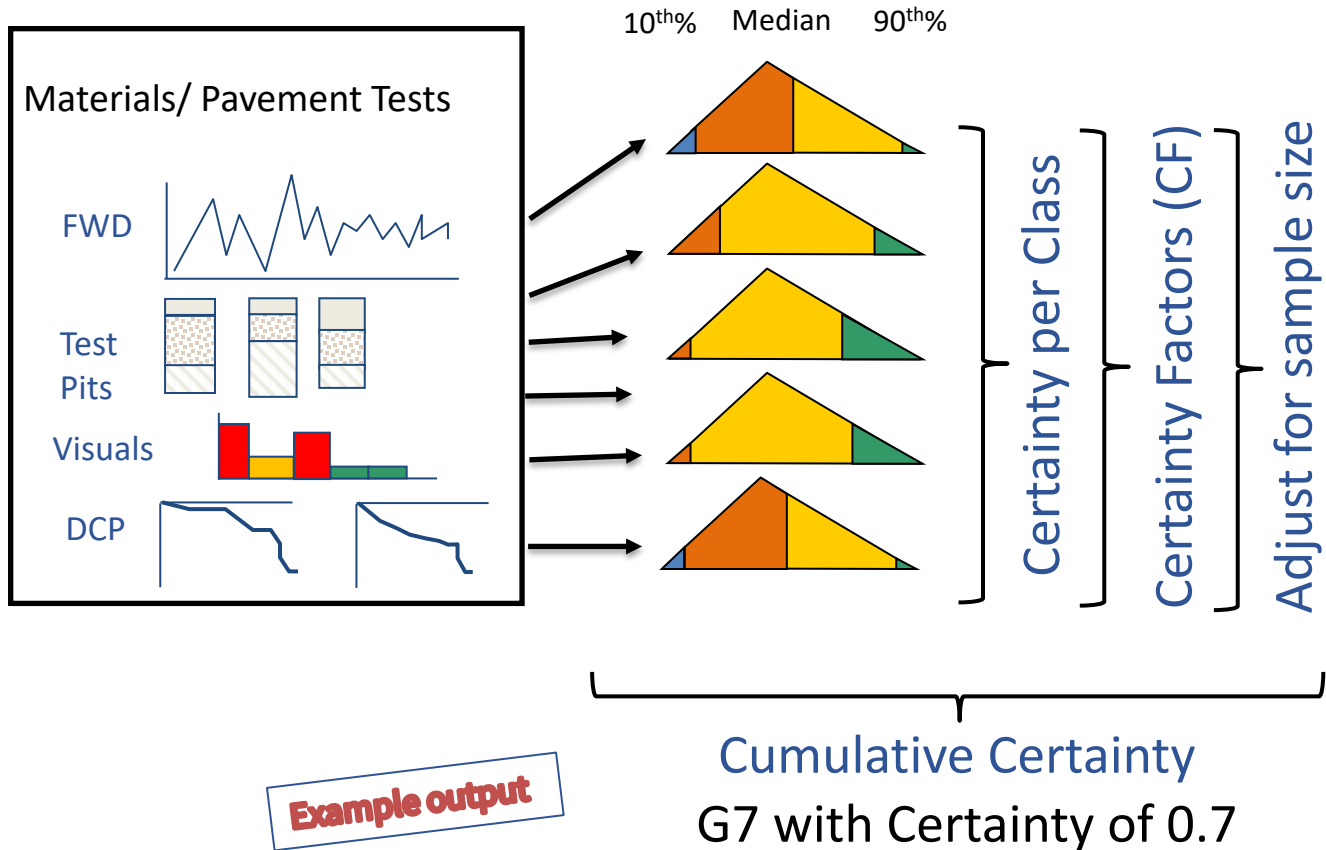 10th% Median 90th%
Materials/ Pavement Tests
FWD
Test
Pits
Visuals
DCP
Certainty per Class
Certainty Factors (CF)
Adjust for sample size
Cumulative Certainty
Example output
G7 with Certainty of 0.7